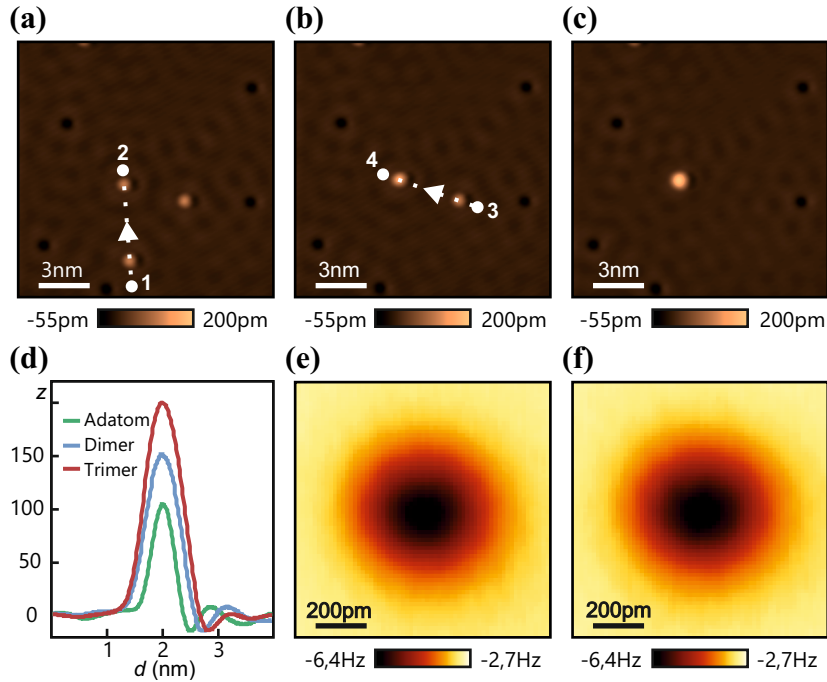 (a)
(b)
(c)
2
1
3nm
4
3
3nm
3nm
-55pm 200pm
-55pm 200pm
-55pm 200pm
(d)
(e)
(f)
z
Adatom
Dimer
Trimer
150
100
50
0
1 2 3
d (nm)
200pm
200pm
-6,4Hz -2,7Hz
-6,4Hz -2,7Hz